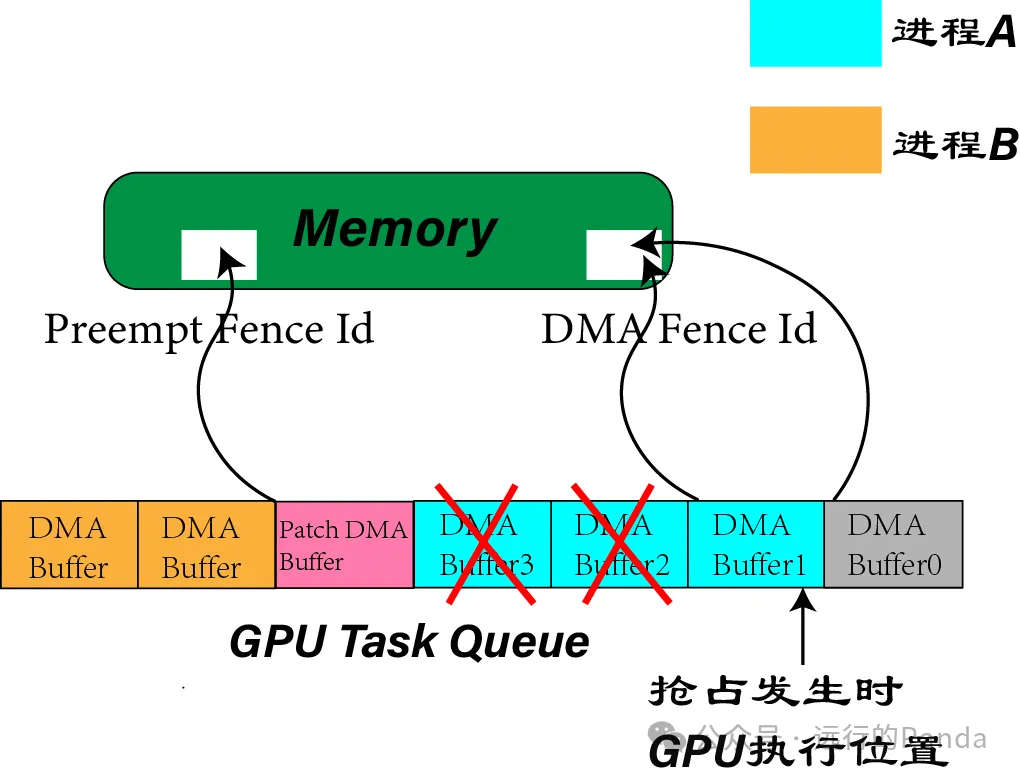 进程A
进程B
Memory
Preempt Fence Id
DMA Fence Id
DMA
Buffer
DMA
Buffer
Patch DMA
Buffer
DMA
Buffer3
DMA
Buffer2
DMA
Buffer1
DMA
Buffer0
GPU Task Queue
抢占发生时
GPU执行位置
公众号 · 远行的Panda